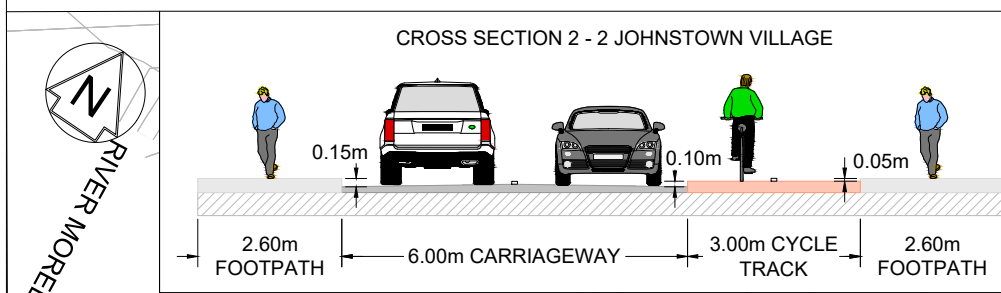 CROSS SECTION 2 - 2 JOHNSTOWN VILLAGE
N
RIVER MOREL
0.15m
0.10m
0.05m
2.60m
FOOTPATH
6.00m CARRIAGEWAY
3.00m CYCLE
TRACK
2.60m
FOOTPATH